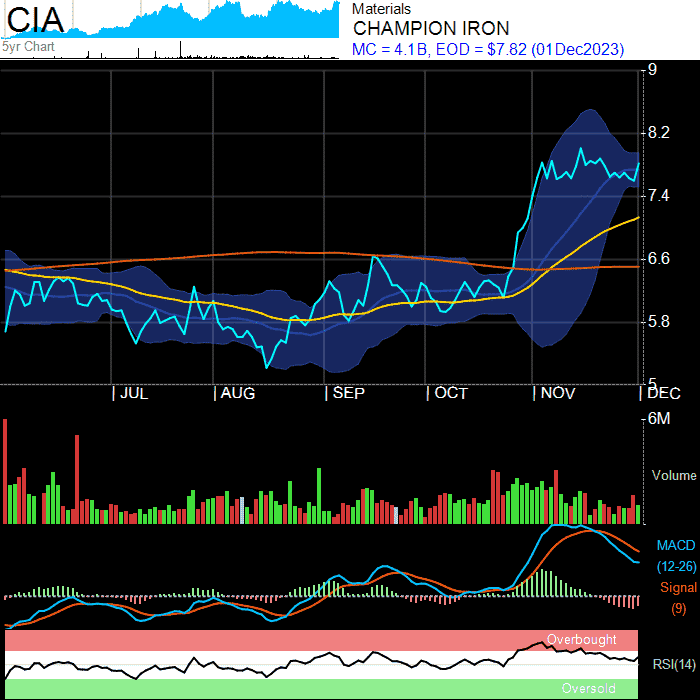 CIA
5yr Chart
Materials
CHAMPION IRON
MC = 4.1B, EOD = $7.82 (01Dec2023)
9
8.2
7.4
6.6
5.8
5
JUL AUG SEP OCT NOV DEC
6M
Volume
MACD
(12-26)
Signal
(9)
Overbought
RSI(14)
Oversold